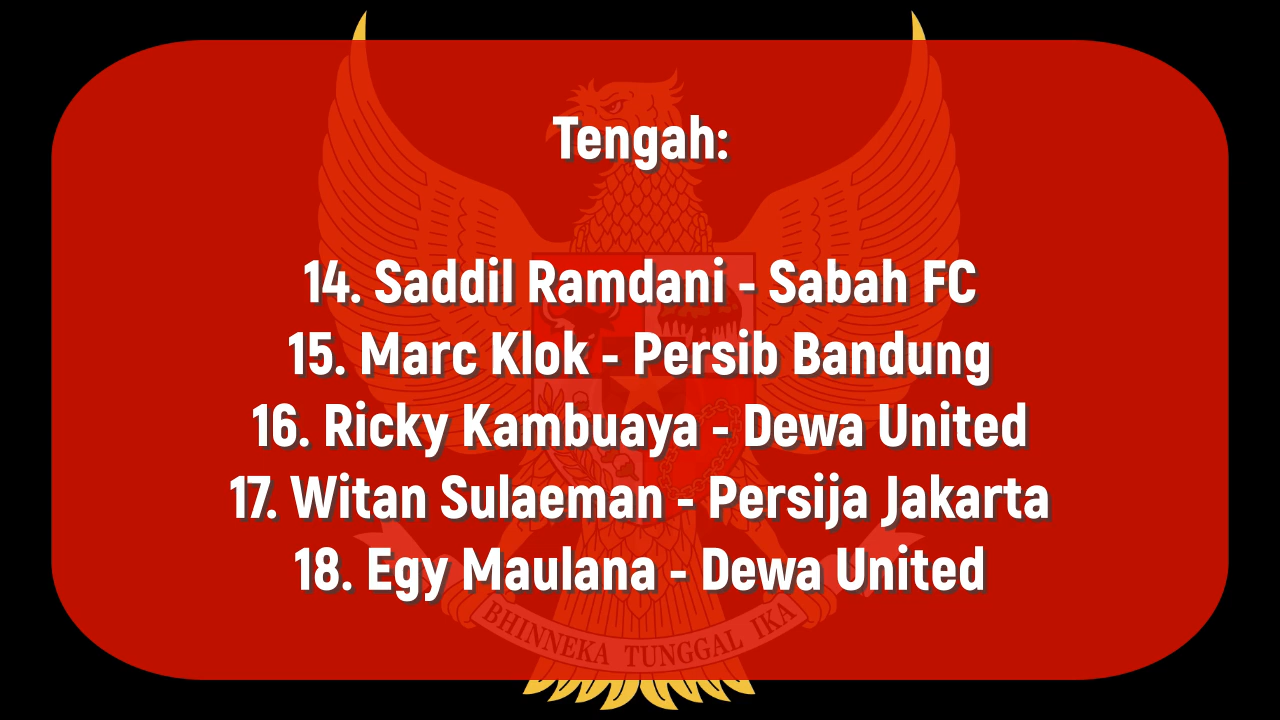 Tengah:
14. Saddil Ramdani - Sabah FC
15. Marc Klok - Persib Bandung
16. Ricky Kambuaya - Dewa United
17. Witan Sulaeman - Persija Jakarta
18. Egy Maulana - Dewa United
BHINNEKA TUNGGAL IKA